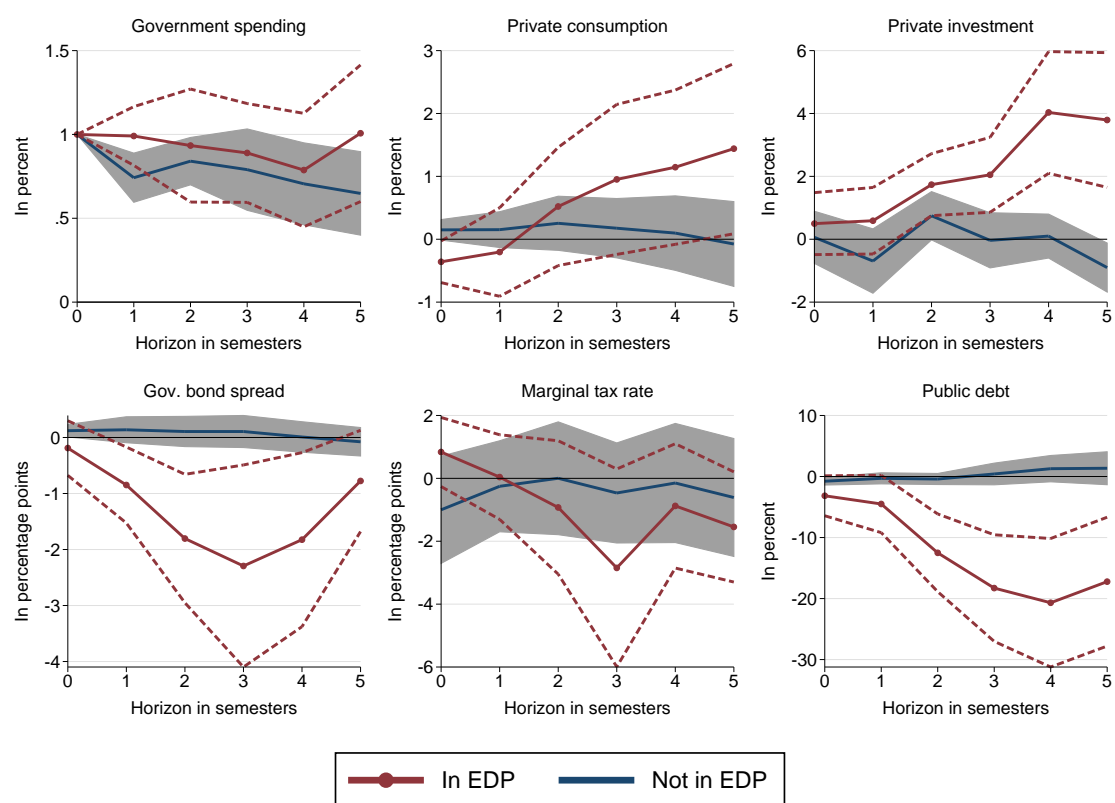 Government spending
In percent
1.5
1
.5
0
0 1 2 3 4 5
Horizon in semesters
Private consumption
In percent
3
2
1
0
-1
0 1 2 3 4 5
Horizon in semesters
Private investment
In percent
6
4
2
0
-2
0 1 2 3 4 5
Horizon in semesters
Gov. bond spread
In percentage points
0
-1
-2
-3
-4
0 1 2 3 4 5
Horizon in semesters
Marginal tax rate
In percentage points
2
0
-2
-4
-6
0 1 2 3 4 5
Horizon in semesters
Public debt
In percent
10
0
-10
-20
-30
0 1 2 3 4 5
Horizon in semesters
In EDP Not in EDP